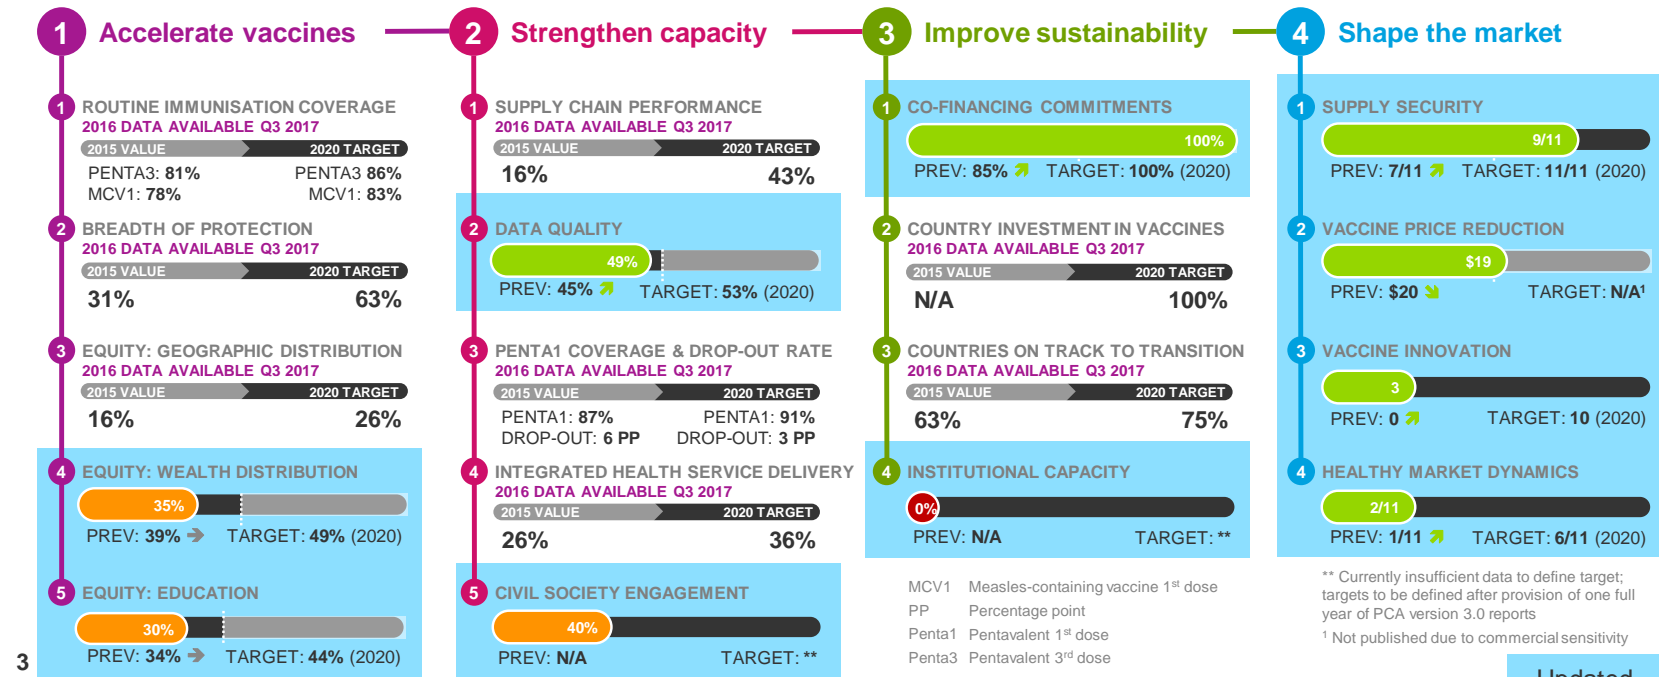 1 Accelerate vaccines
1 ROUTINE IMMUNISATION COVERAGE
2016 DATA AVAILABLE Q3 2017
2015 VALUE 2020 TARGET
PENTA3: 81% PENTA3 86%
MCV1: 78% MCV1: 83%
2 BREADTH OF PROTECTION
2016 DATA AVAILABLE Q3 2017
2015 VALUE 2020 TARGET
31% 63%
3 EQUITY: GEOGRAPHIC DISTRIBUTION
2016 DATA AVAILABLE Q3 2017
2015 VALUE 2020 TARGET
16% 26%
4 EQUITY: WEALTH DISTRIBUTION
35%
PREV: 39% ➔ TARGET: 49% (2020)
5 EQUITY: EDUCATION
30%
PREV: 34% ➔ TARGET: 44% (2020)
3
2 Strengthen capacity
1 SUPPLY CHAIN PERFORMANCE
2016 DATA AVAILABLE Q3 2017
2015 VALUE 2020 TARGET
16% 43%
2 DATA QUALITY
49%
PREV: 45% TARGET: 53% (2020)
3 PENTA1 COVERAGE & DROP-OUT RATE
2016 DATA AVAILABLE Q3 2017
2015 VALUE 2020 TARGET
PENTA1: 87% PENTA1: 91%
DROP-OUT: 6 PP DROP-OUT: 3 PP
4 INTEGRATED HEALTH SERVICE DELIVERY
2016 DATA AVAILABLE Q3 2017
2015 VALUE 2020 TARGET
26% 36%
5 CIVIL SOCIETY ENGAGEMENT
40%
PREV: N/A TARGET: **
3 Improve sustainability
1 CO-FINANCING COMMITMENTS
100%
PREV: 85% TARGET: 100% (2020)
2 COUNTRY INVESTMENT IN VACCINES
2016 DATA AVAILABLE Q3 2017
2015 VALUE 2020 TARGET
N/A 100%
3 COUNTRIES ON TRACK TO TRANSITION
2016 DATA AVAILABLE Q3 2017
2015 VALUE 2020 TARGET
63% 75%
4 INSTITUTIONAL CAPACITY
0%
PREV: N/A TARGET: **
MCV1 Measles-containing vaccine 1st dose
PP Percentage point
Penta1 Pentavalent 1st dose
Penta3 Pentavalent 3rd dose
4 Shape the market
1 SUPPLY SECURITY
9/11
PREV: 7/11 TARGET: 11/11 (2020)
2 VACCINE PRICE REDUCTION
$19
PREV: $20 TARGET: N/A¹
3 VACCINE INNOVATION
3
PREV: 0 TARGET: 10 (2020)
4 HEALTHY MARKET DYNAMICS
2/11
PREV: 1/11 TARGET: 6/11 (2020)
** Currently insufficient data to define target;
targets to be defined after provision of one full
year of PCA version 3.0 reports
¹ Not published due to commercial sensitivity
Updated